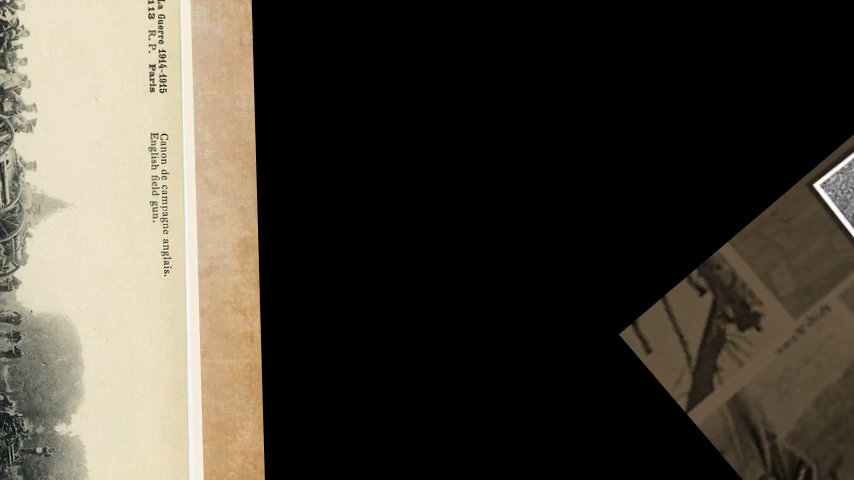 La Guerre 1914-1915
113 R. P. Paris
Canon de campagne anglais.
English field gun.